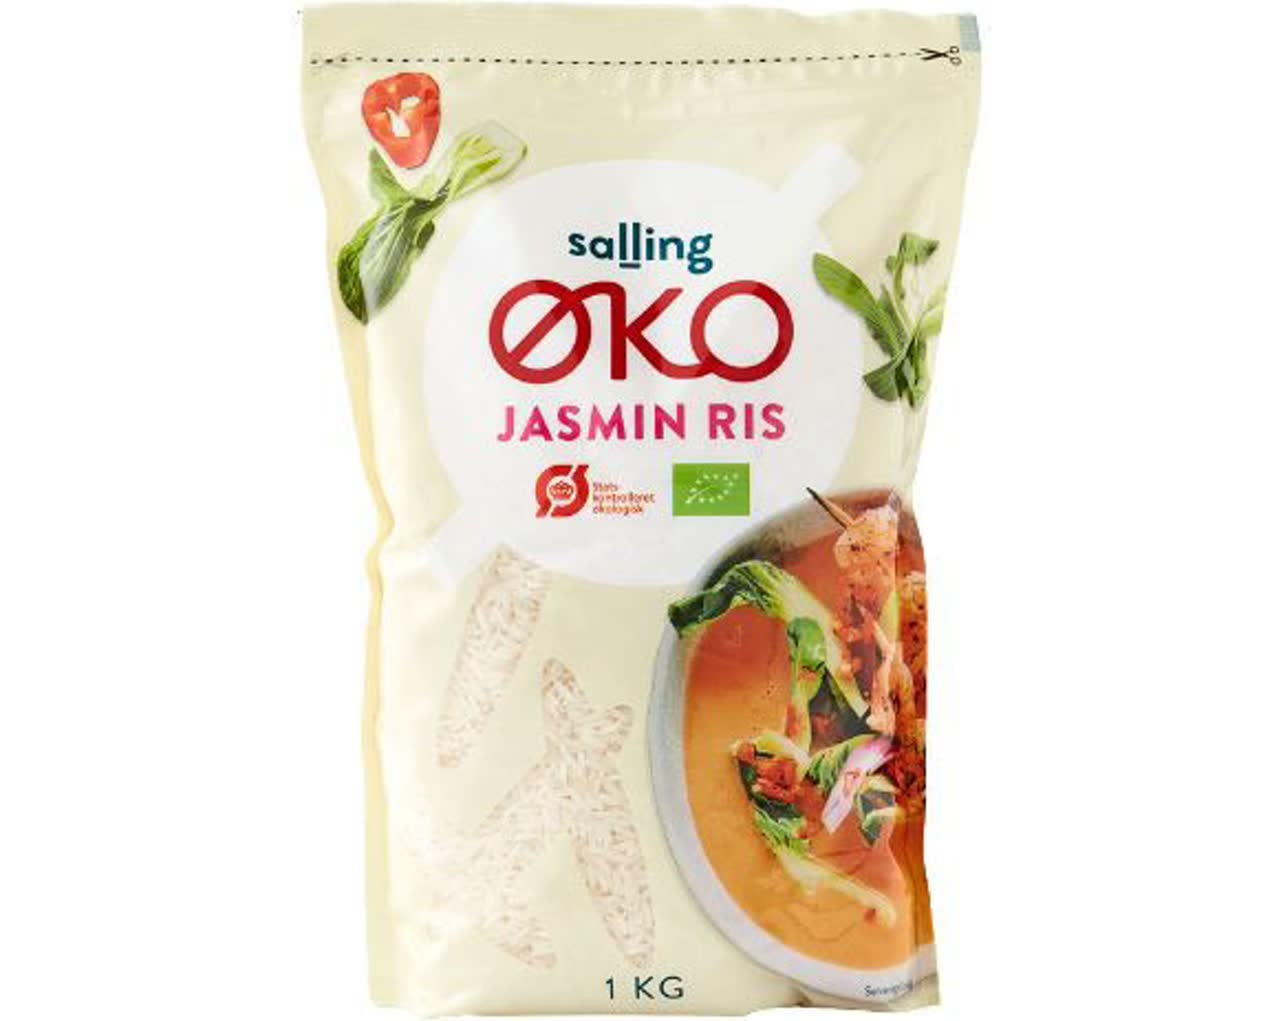 salling
ØKO
JASMIN RIS
Stats-
kontrolleret
økologisk
1 KG